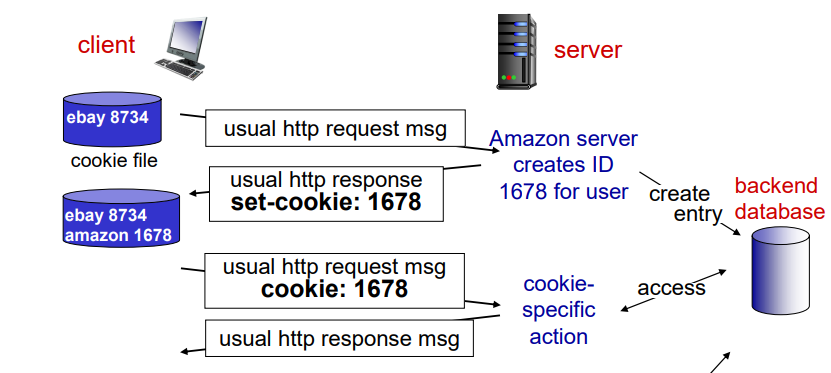 client
server
ebay 8734
cookie file
usual http request msg
Amazon server
creates ID
1678 for user
usual http response
set-cookie: 1678
create
entry
backend
database
ebay 8734
amazon 1678
usual http request msg
cookie: 1678
cookie-
specific
action
access
usual http response msg